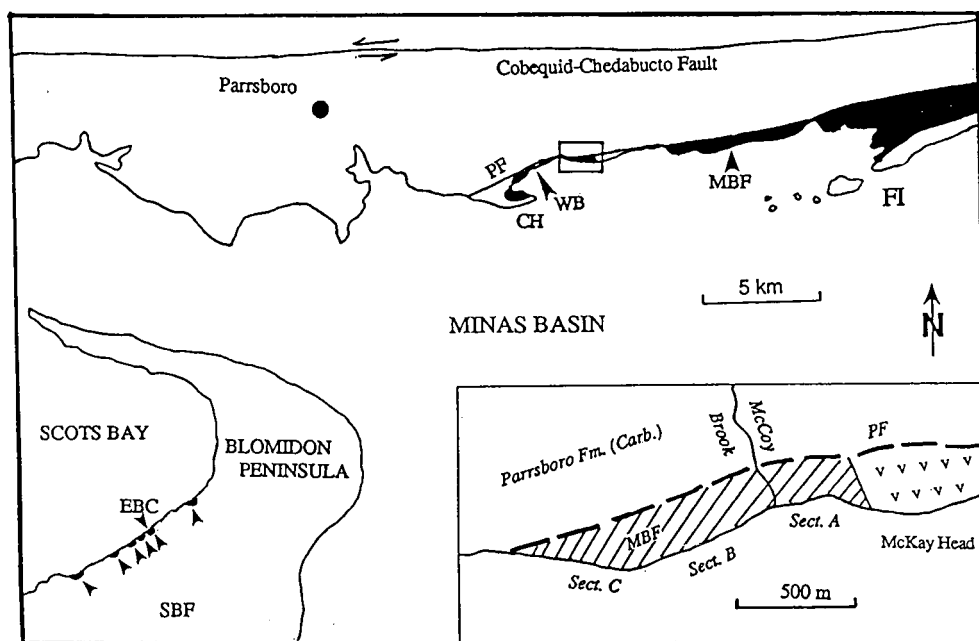 Cobequid-Chedabucto Fault
Parrsboro
PF
WB
CH
MBF
FI
5 km
MINAS BASIN
N
SCOTS BAY
BLOMIDON
PENINSULA
EBC
SBF
Parrsboro Fm. (Carb.)
Brook
McCoy
PF
MBF
Sect. A
Sect. B
Sect. C
McKay Head
500 m
v v v v v
v v v v